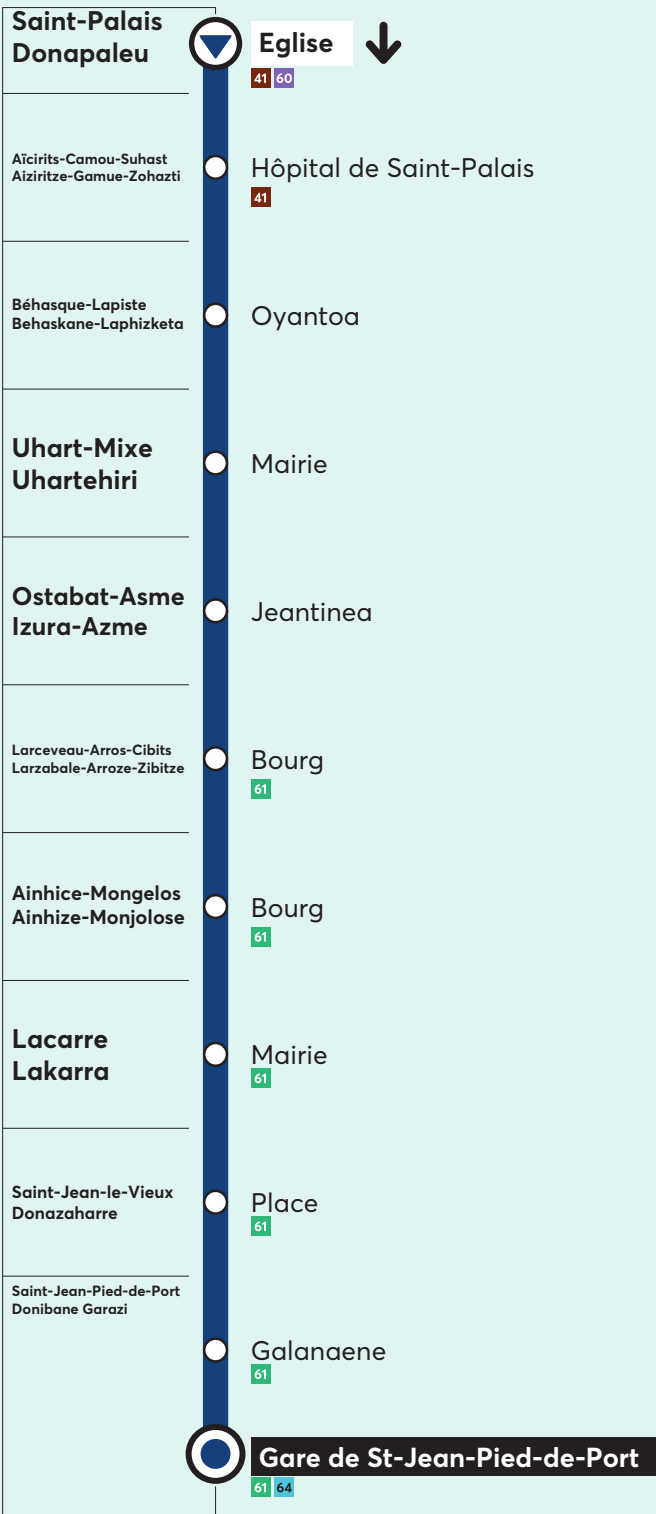 Saint-Palais
Donapaleu
Eglise
41 60
Aïcirits-Camou-Suhast
Aiziritze-Gamue-Zohazti
Hôpital de Saint-Palais
41
Béhasque-Lapiste
Behaskane-Laphizketa
Oyantoa
Uhart-Mixe
Uhartehiri
Mairie
Ostabat-Asme
Izura-Azme
Jeantinea
Larceveau-Arros-Cibits
Larzabale-Arroze-Zibitze
Bourg
61
Ainhice-Mongelos
Ainhize-Monjolose
Bourg
61
Lacarre
Lakarra
Mairie
61
Saint-Jean-le-Vieux
Donazaharre
Place
61
Saint-Jean-Pied-de-Port
Donibane Garazi
Galanaene
61
Gare de St-Jean-Pied-de-Port
61 64